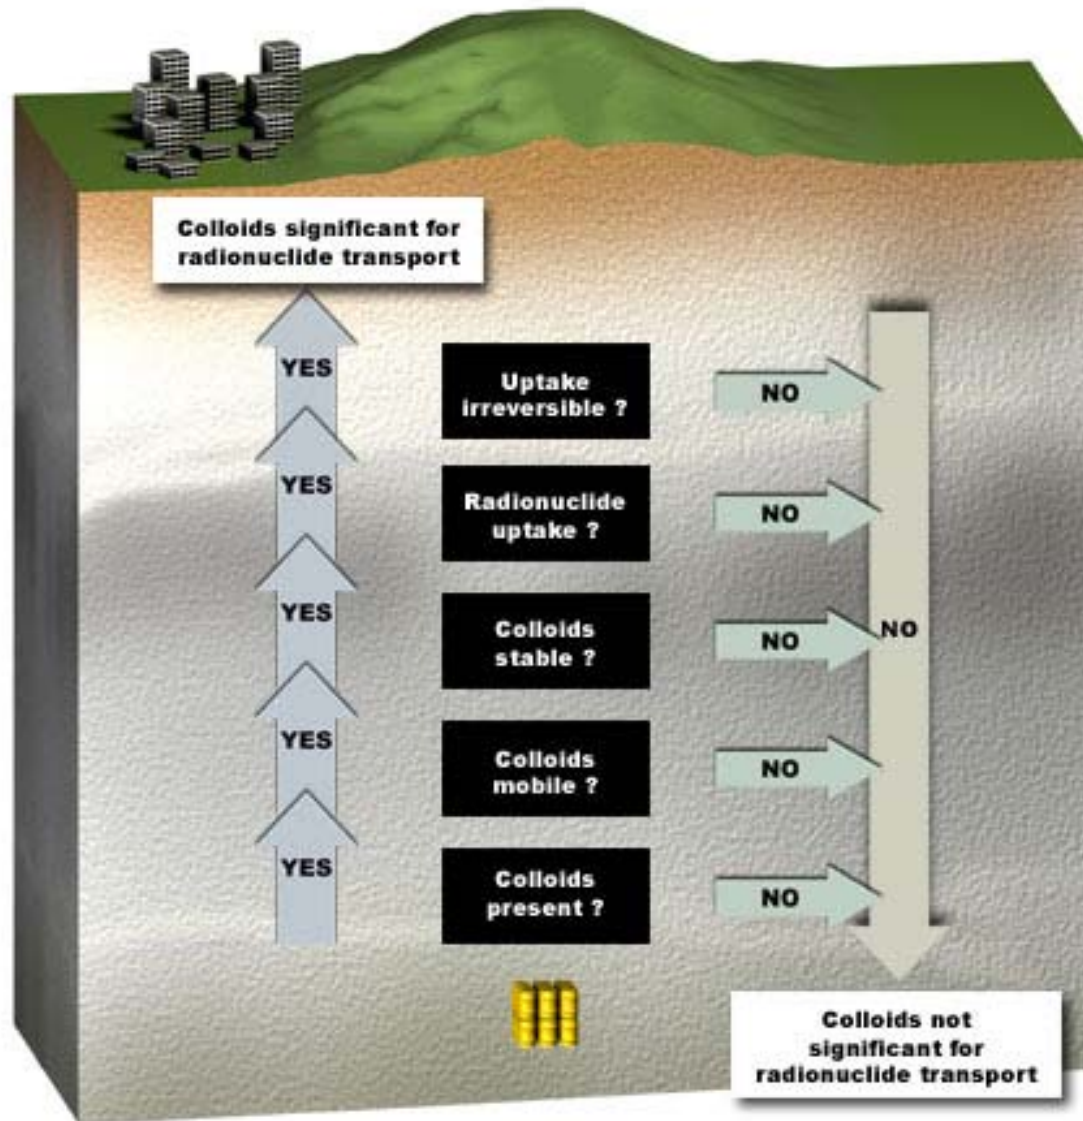 Colloids significant for
radionuclide transport
YES
Uptake
irreversible ?
NO
YES
Radionuclide
uptake ?
NO
YES
Colloids
stable ?
NO
NO
YES
Colloids
mobile ?
NO
YES
Colloids
present ?
NO
Colloids not
significant for
radionuclide transport